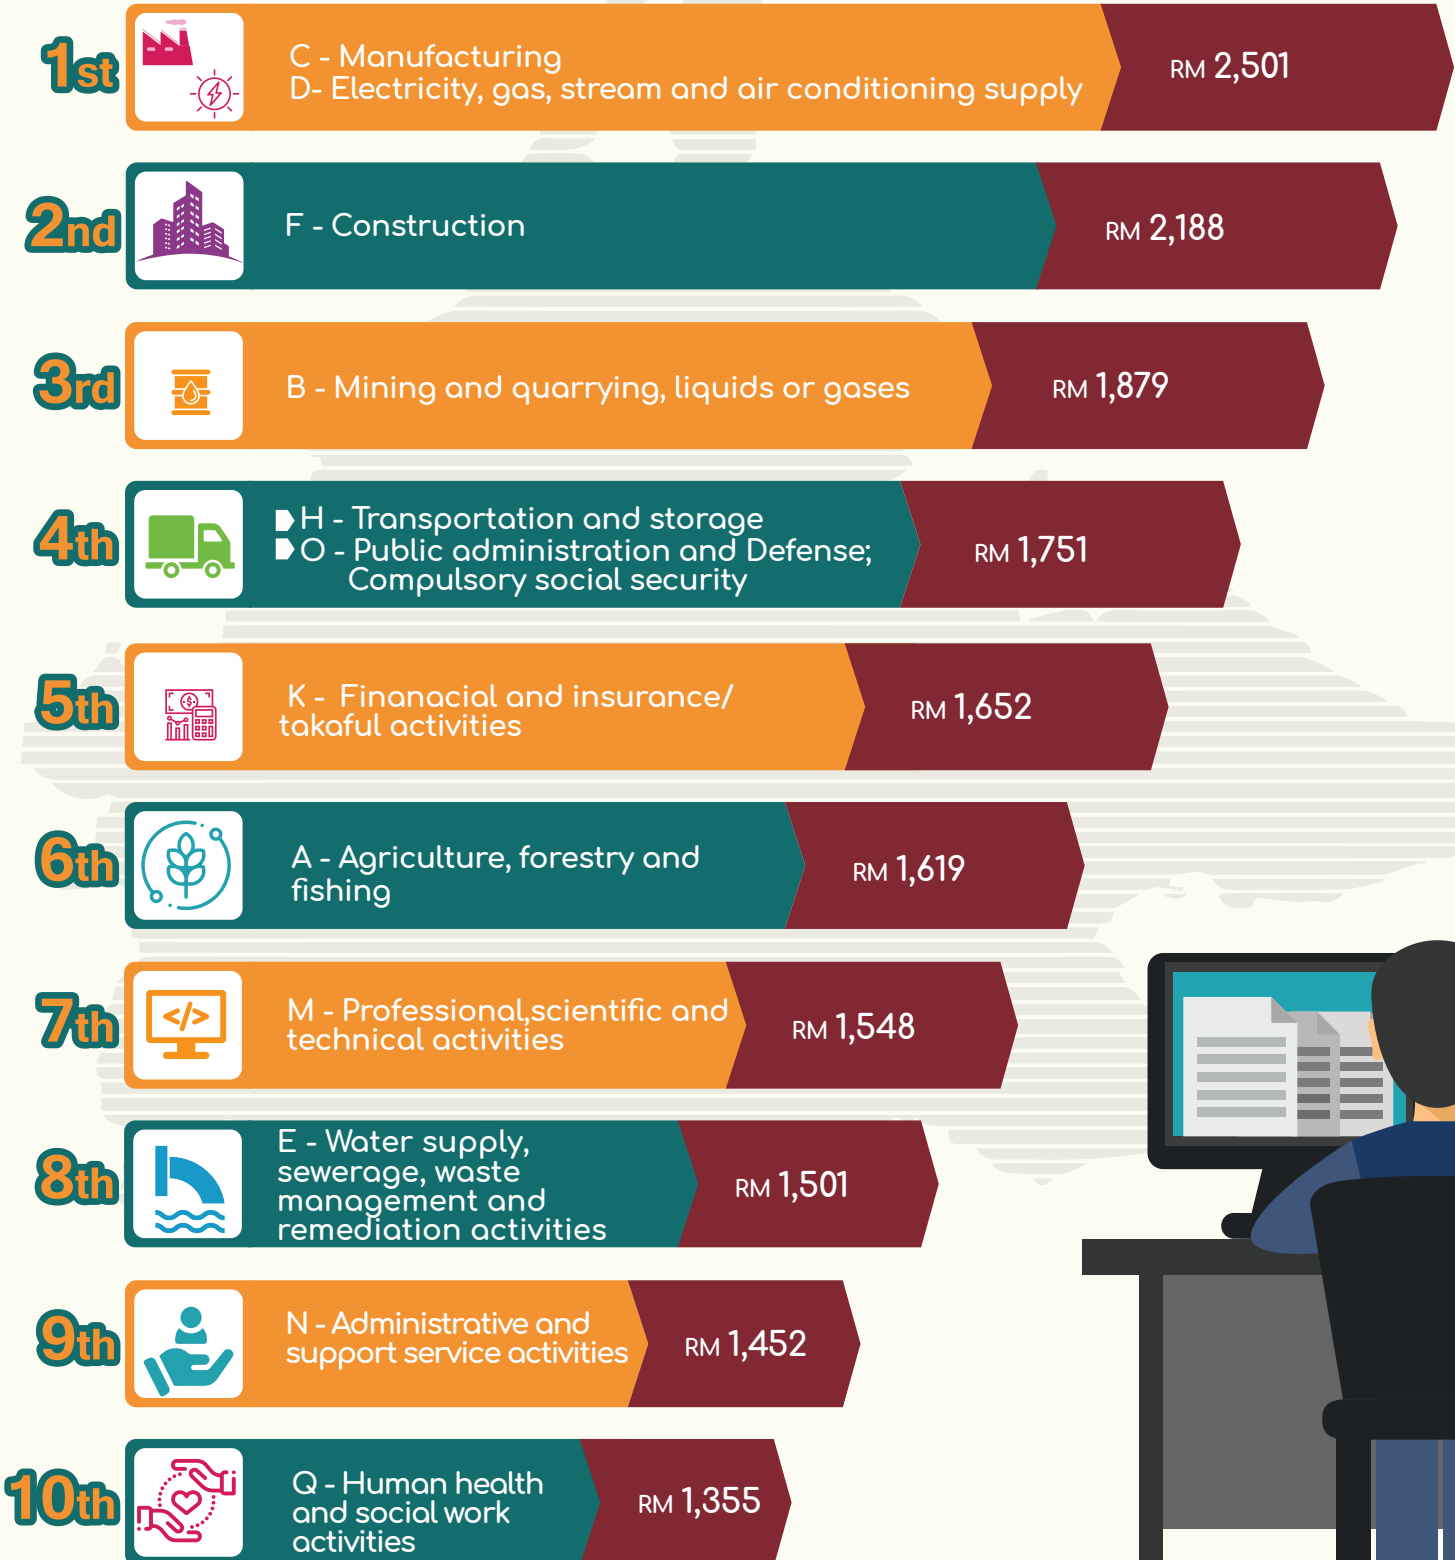 1st
C - Manufacturing
D- Electricity, gas, stream and air conditioning supply
RM 2,501
2nd
F - Construction
RM 2,188
3rd
B - Mining and quarrying, liquids or gases
RM 1,879
4th
H - Transportation and storage
O - Public administration and Defense;
Compulsory social security
RM 1,751
5th
K - Finanacial and insurance/
takaful activities
RM 1,652
6th
A - Agriculture, forestry and
fishing
RM 1,619
7th
</>
M - Professional,scientific and
technical activities
RM 1,548
8th
E - Water supply,
sewerage, waste
management and
remediation activities
RM 1,501
9th
N - Administrative and
support service activities
RM 1,452
10th
Q - Human health
and social work
activities
RM 1,355